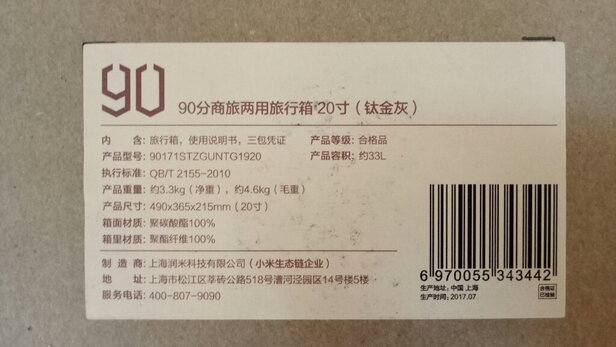 90
90分商旅两用旅行箱 20寸（钛金灰）
内 含: 旅行箱，使用说明书，三包凭证 产品等级: 合格品
产品型号: 90171STZGUNTG1920 产品容积: 约33L
执行标准: QB/T 2155-2010
产品重量: 约3.3kg（净重），约4.6kg（毛重）
产品尺寸: 490x365x215mm（20寸）
箱面材质: 聚碳酸酯100%
箱里材质: 聚酯纤维100%
制 造 商: 上海润米科技有限公司（小米生态链企业）
地 址: 上海市松江区莘砖公路518号漕河泾园区14号楼5楼
服务电话: 400-807-9090
6 970055 343442
生产地址: 中国 上海
生产时间: 2017.07
合格证
已检验